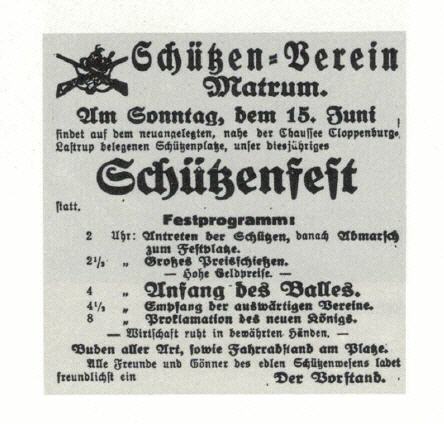 Schützen-Verein
Matrum.
Am Sonntag, dem 15. Juni
findet auf dem neuangelegten, nahe der Chaussee Cloppenburg-
Lastrup belegenen Schützenplatze, unser diesjähriges
Schützenfest
statt.
Festprogramm:
2 Uhr: Antreten der Schützen, danach Abmarsch
zum Festplatze.
2½ „ Großes Preisschießen.
— Hohe Geldpreise. —
4 „ Anfang des Balles.
4½ „ Empfang der auswärtigen Vereine.
8 „ Proklamation des neuen Königs.
— Wirtschaft ruht in bewährten Händen. —
Buden aller Art, sowie Fahrradstand am Platze.
Alle Freunde und Gönner des edlen Schützenwesens ladet
freundlichst ein Der Vorstand.